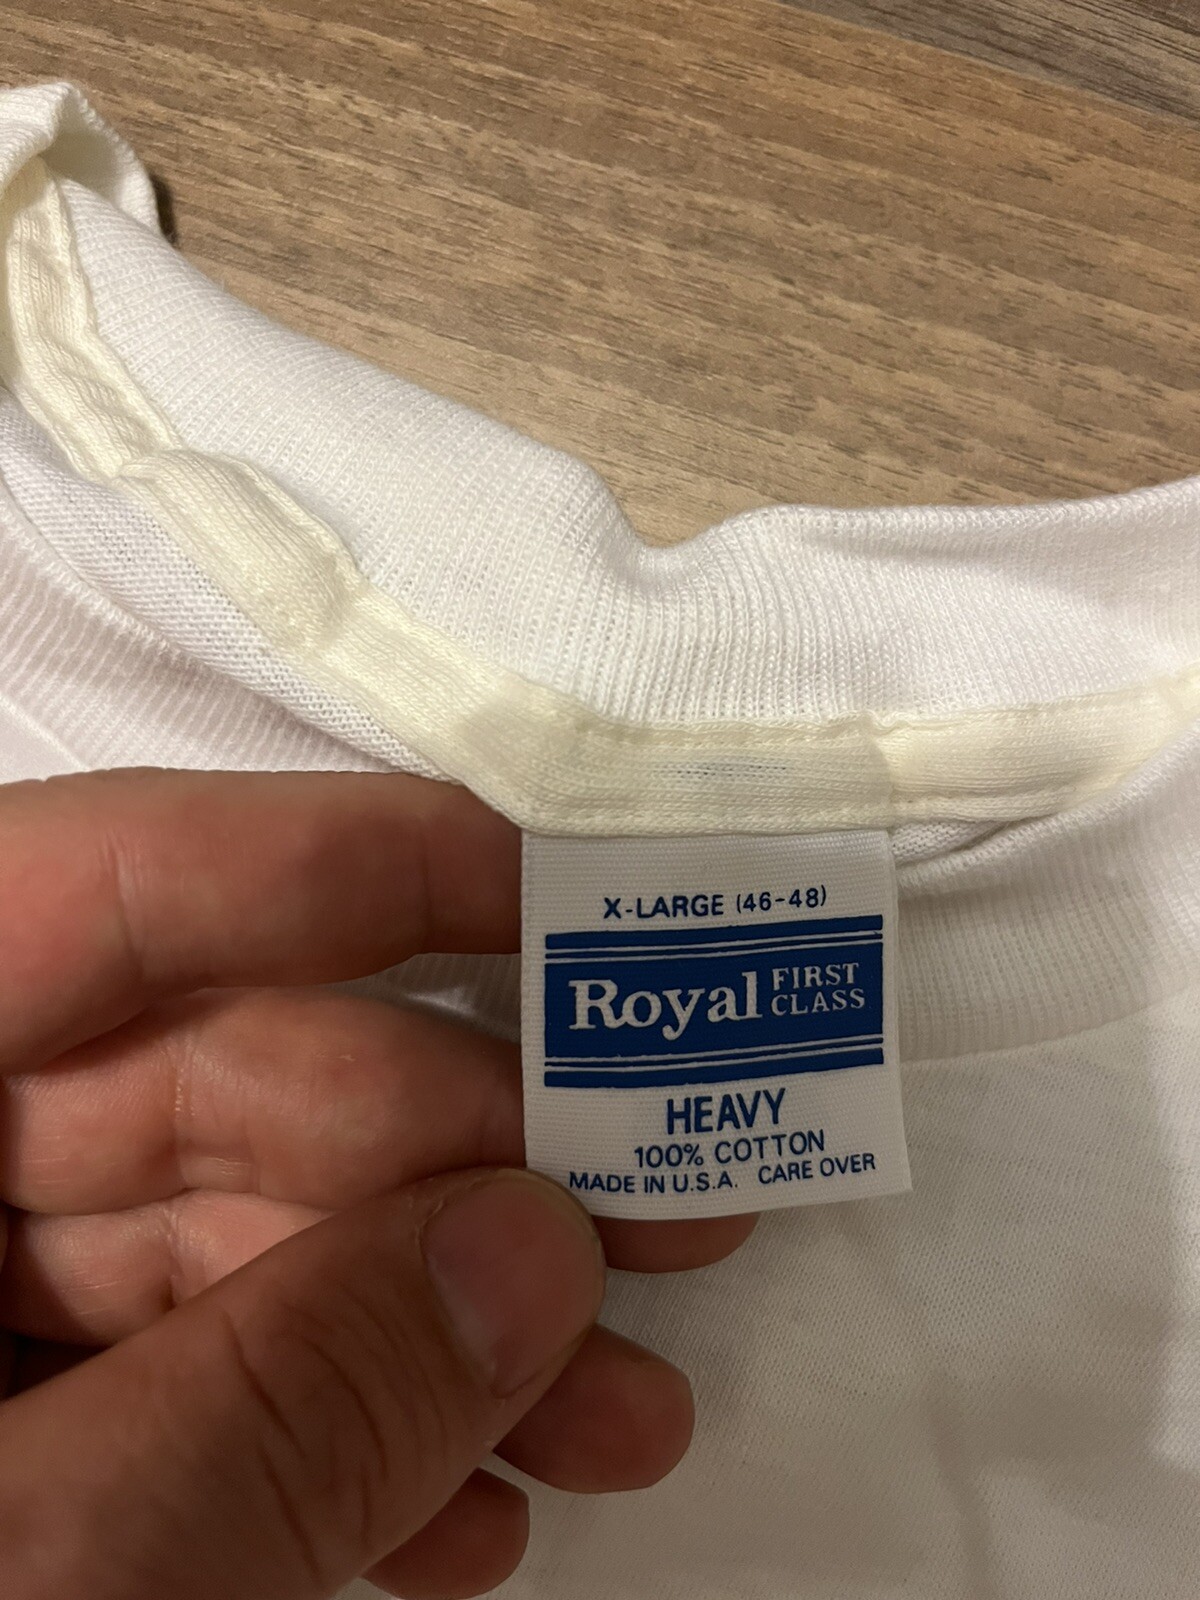 X-LARGE (46-48)
Royal FIRST CLASS
HEAVY
100% COTTON
MADE IN U.S.A. CARE OVER